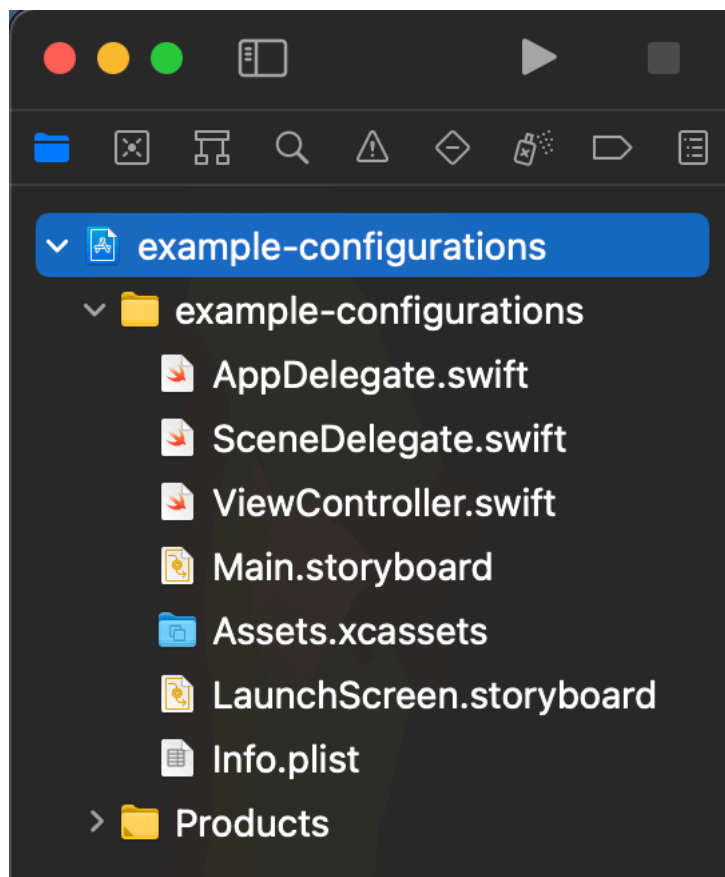 example-configurations
example-configurations
AppDelegate.swift
SceneDelegate.swift
ViewController.swift
Main.storyboard
Assets.xcassets
LaunchScreen.storyboard
Info.plist
Products